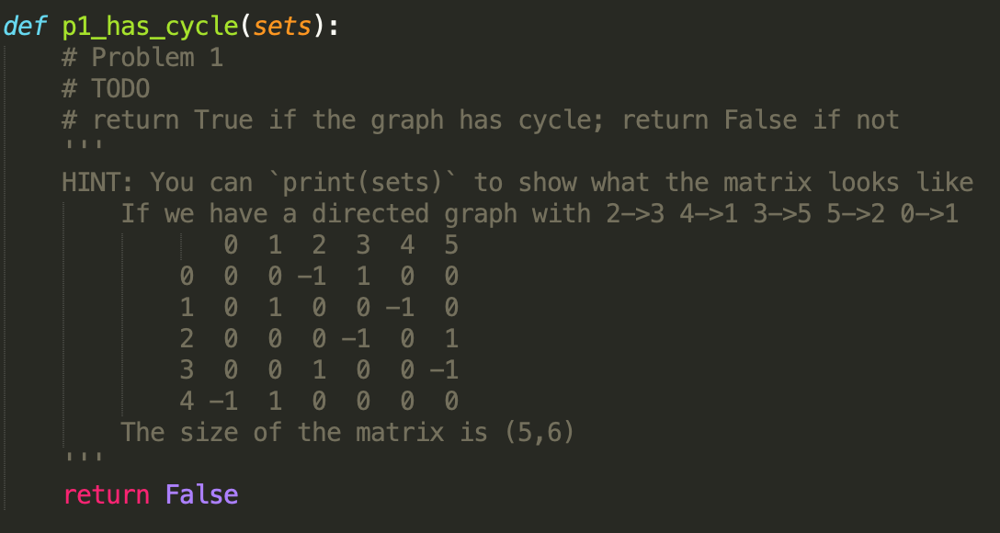 def p1_has_cycle(sets):
    # Problem 1
    # TODO
    # return True if the graph has cycle; return False if not
    '''
    HINT: You can `print(sets)` to show what the matrix looks like
        If we have a directed graph with 2->3 4->1 3->5 5->2 0->1
               0  1  2  3  4  5
            0  0  0 -1  1  0  0
            1  0  1  0  0 -1  0
            2  0  0  0 -1  0  1
            3  0  0  1  0  0 -1
            4 -1  1  0  0  0  0
        The size of the matrix is (5,6)
    '''
    return False